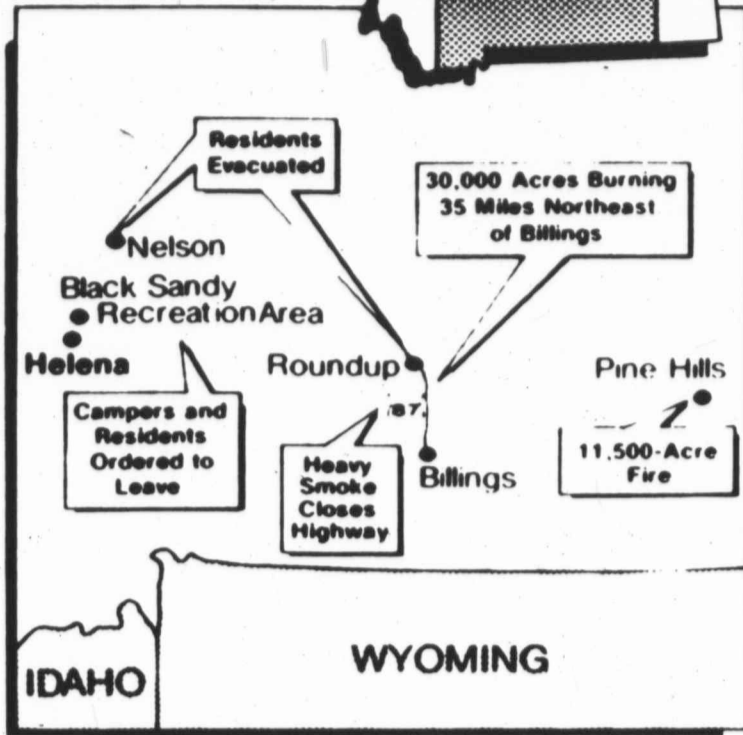 Residents
Evacuated
30,000 Acres Burning
35 Miles Northeast
of Billings
Nelson
Black Sandy
Recreation Area
Helena
Roundup
Pine Hills
87
Campers and
Residents
Ordered to
Leave
Heavy
Smoke
Closes
Highway
Billings
11,500-Acre
Fire
IDAHO
WYOMING